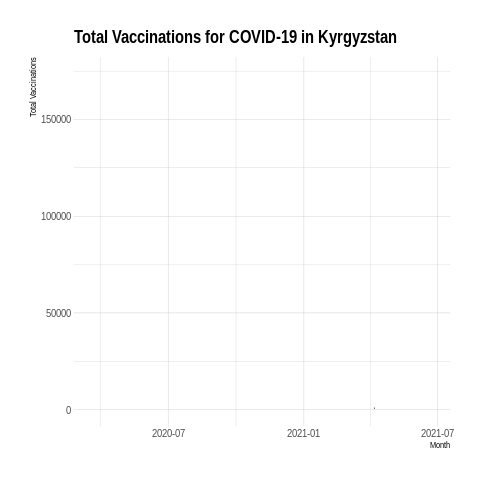 Total Vaccinations for COVID-19 in Kyrgyzstan
Total Vaccinations
150000
100000
50000
0
2020-07
2021-01
2021-07
Month